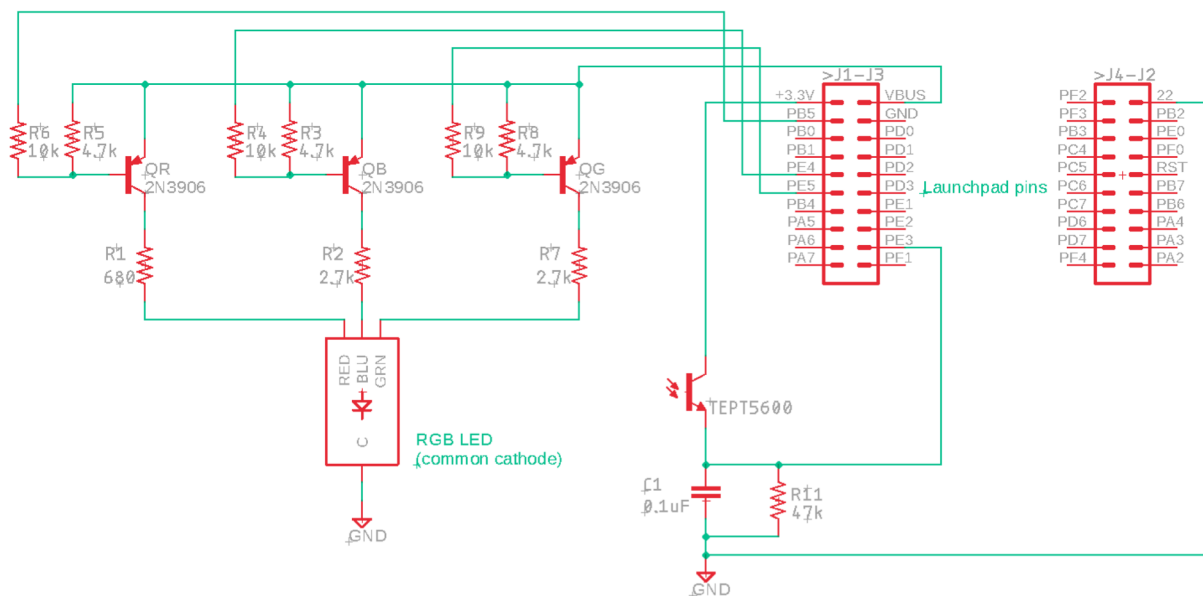 >J1-J3
>J4-J2
+3.3V
VBUS
PB5
GND
PB0
PD0
PB1
PD1
PE4
PD2
PE5
PD3
PB4
PE1
PA5
PE2
PA6
PE3
PA7
PF1
Launchpad pins
PF2
22
PF3
PB2
PB3
PE0
PC4
PF0
PC5
RST
PC6
PB7
PC7
PB6
PD6
PA4
PD7
PA3
PF4
PA2
R6
10k
R5
4.7k
R4
10k
R3
4.7k
R9
10k
R8
4.7k
QR
2N3906
QB
2N3906
QG
2N3906
R1
680
R2
2.7k
R7
2.7k
RED
BLU
GRN
C
RGB LED
(common cathode)
GND
TEPT5600
C1
0.1uF
R11
47k
GND